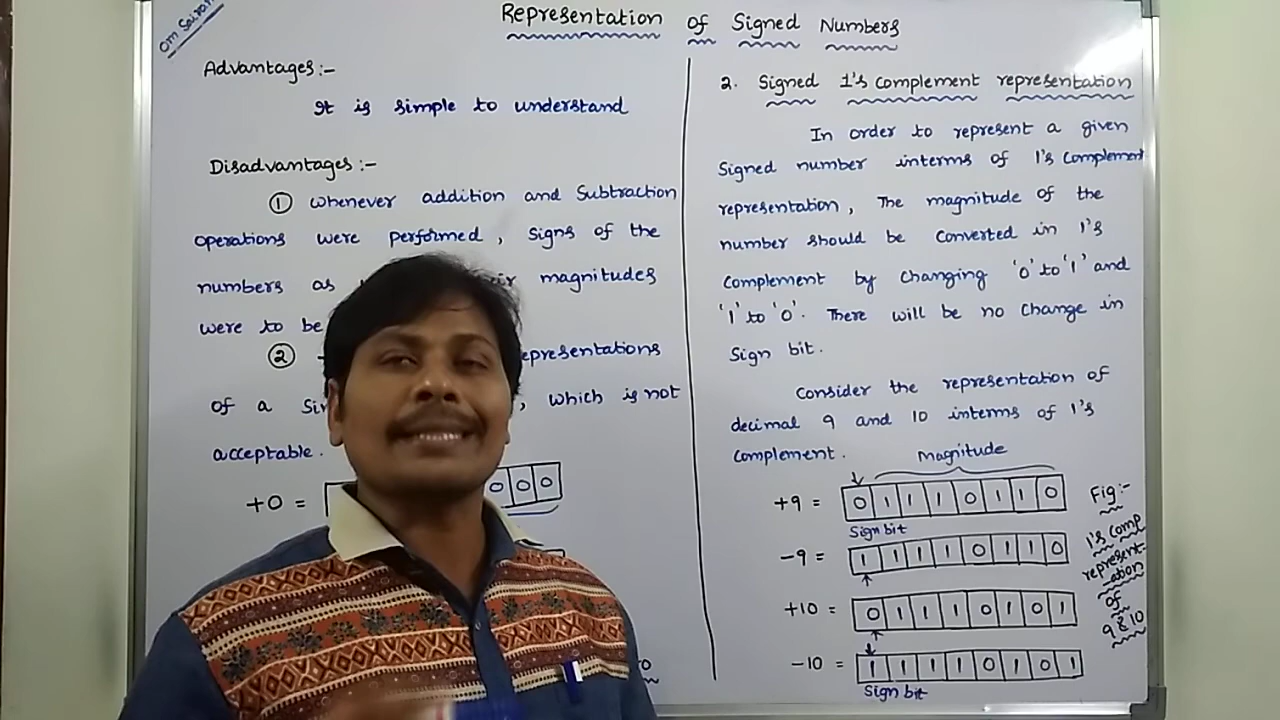 Om Sairam
Representation of Signed Numbers
Advantages:-
It is simple to understand
Disadvantages:-
① whenever addition and Subtraction
operations were performed, signs of the
numbers as magnitudes
were to be
② representations
of a , which is not
acceptable.
+0 = 0 0 0
2. Signed 1's complement representation
In order to represent a given
Signed number interms of 1's Complement
representation, The magnitude of the
number should be converted in 1's
complement by changing '0' to '1' and
'1' to '0'. There will be no change in
Sign bit.
Consider the representation of
decimal 9 and 10 interms of 1's
complement.
Magnitude
+9 = 0 1 1 1 0 1 1 0
Sign bit
-9 = 1 1 1 1 0 1 1 0
+10 = 0 1 1 1 0 1 0 1
-10 = 1 1 1 1 0 1 0 1
Sign bit
Fig:-
1's comp
represent-
ation
of
9 & 10